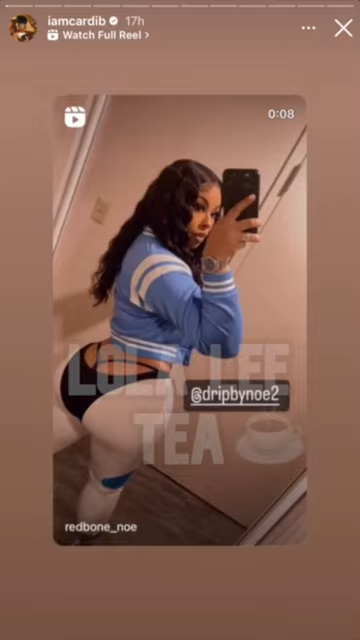 iamcardib 17h
Watch Full Reel >
0:08
LOLA LEE
@dripbynoe2
TEA
redbone_noe